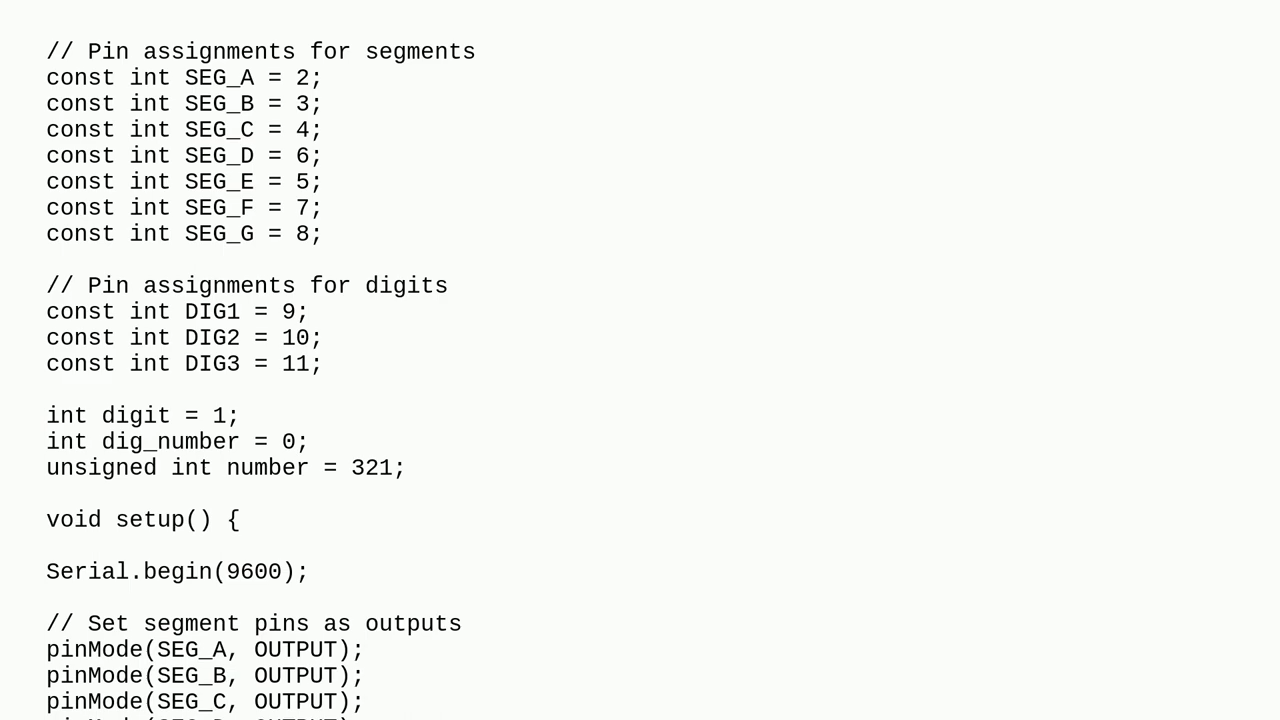 // Pin assignments for segments
const int SEG_A = 2;
const int SEG_B = 3;
const int SEG_C = 4;
const int SEG_D = 6;
const int SEG_E = 5;
const int SEG_F = 7;
const int SEG_G = 8;
// Pin assignments for digits
const int DIG1 = 9;
const int DIG2 = 10;
const int DIG3 = 11;
int digit = 1;
int dig_number = 0;
unsigned int number = 321;
void setup() {
Serial.begin(9600);
// Set segment pins as outputs
pinMode(SEG_A, OUTPUT);
pinMode(SEG_B, OUTPUT);
pinMode(SEG_C, OUTPUT);